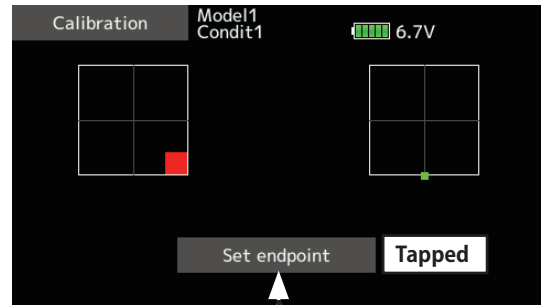 Calibration
Model1
Condit1
6.7V
Set endpoint
Tapped